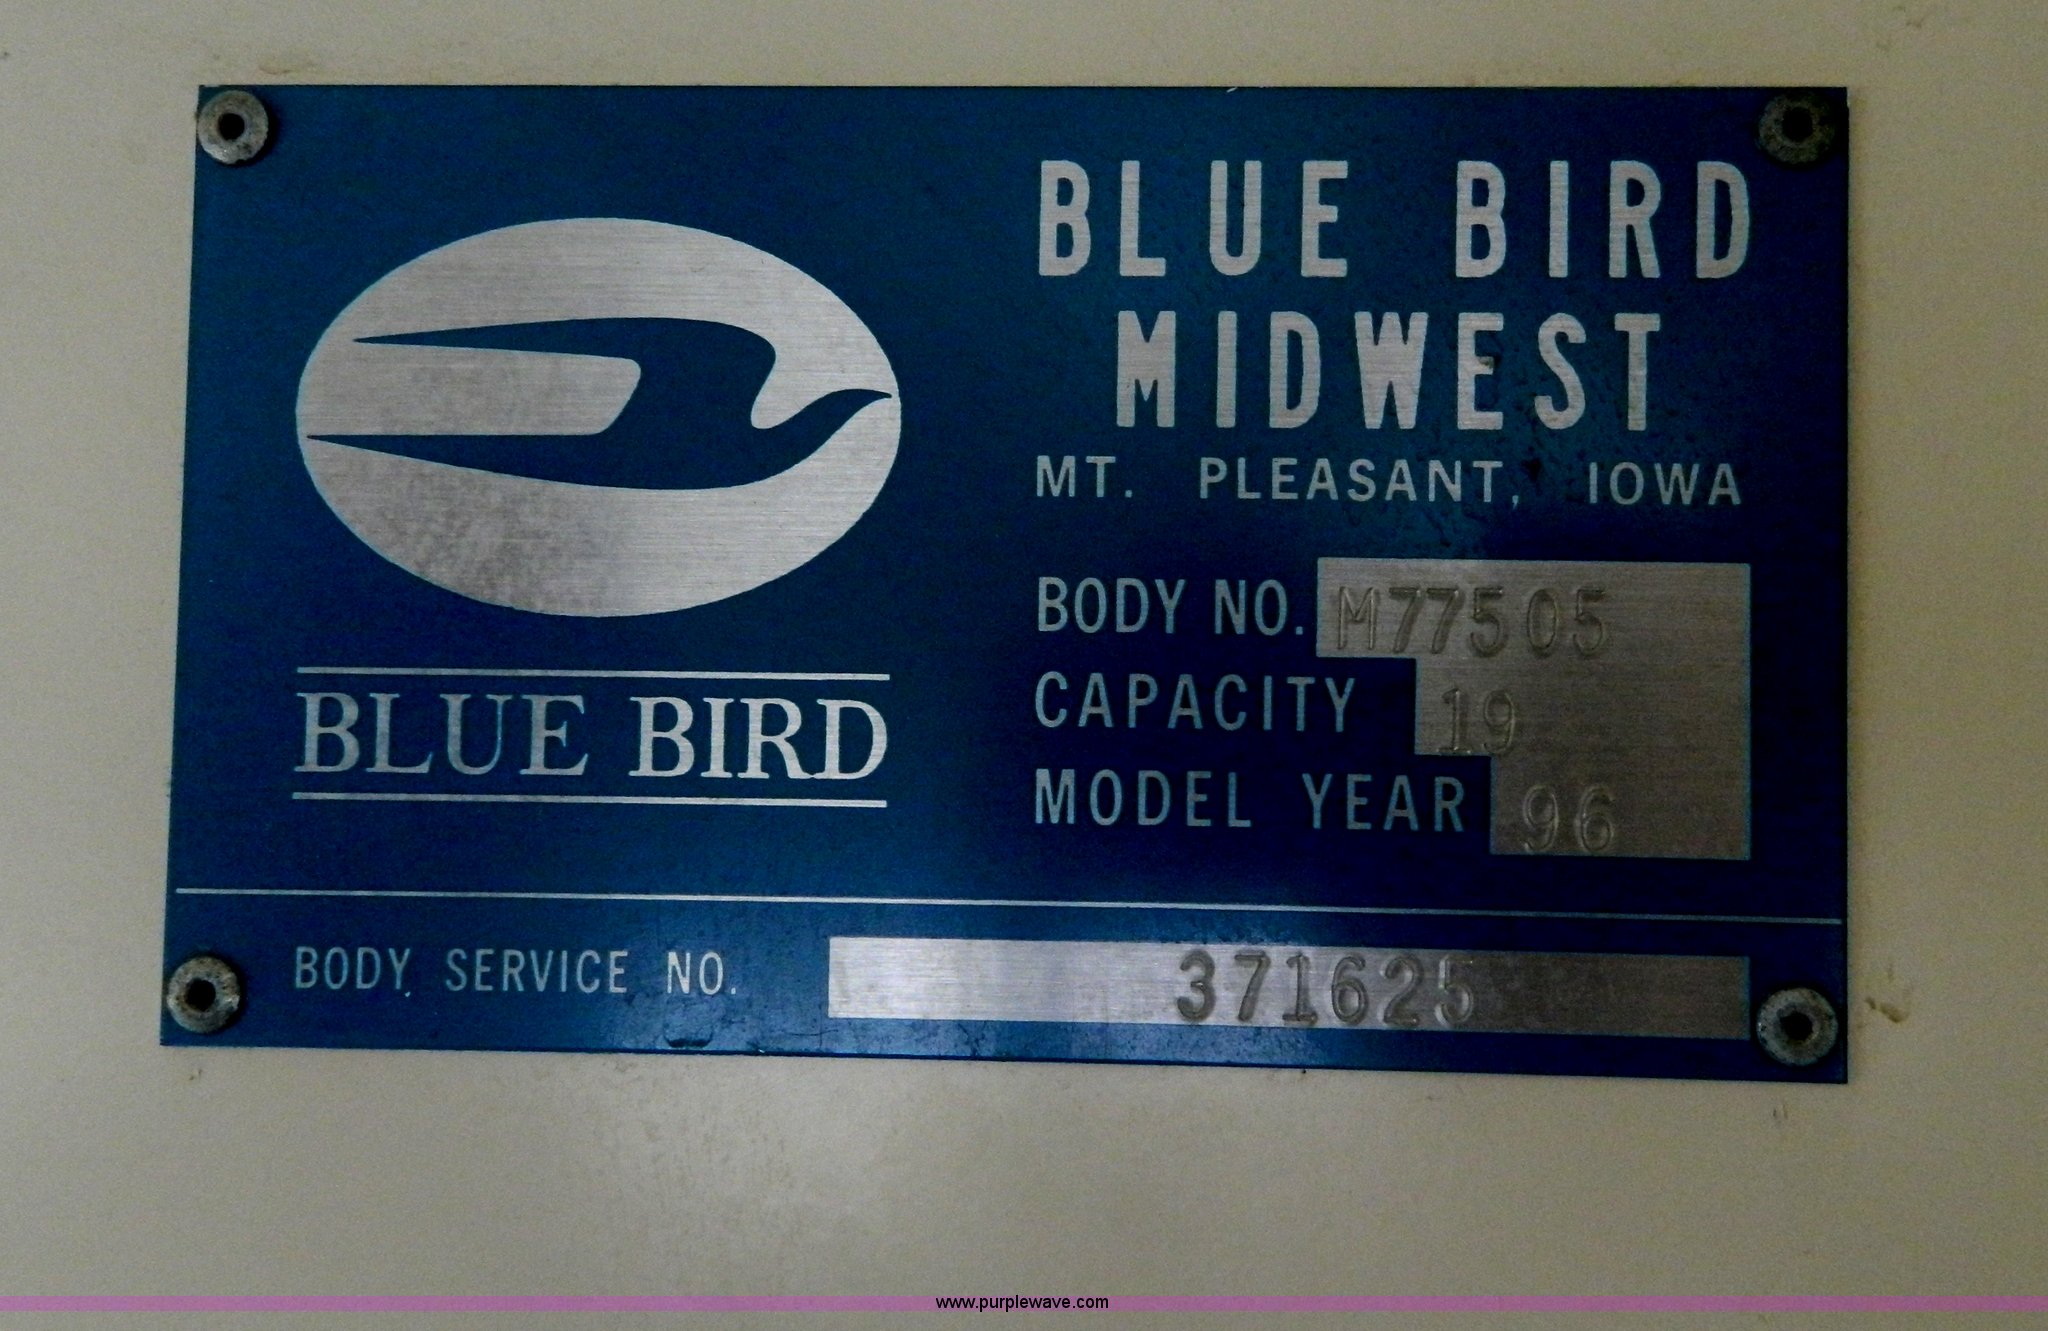 BLUE BIRD
BLUE BIRD
MIDWEST
MT. PLEASANT, IOWA
BODY NO. M77505
CAPACITY 19
MODEL YEAR 96
BODY SERVICE NO. 371625
www.purplewave.com